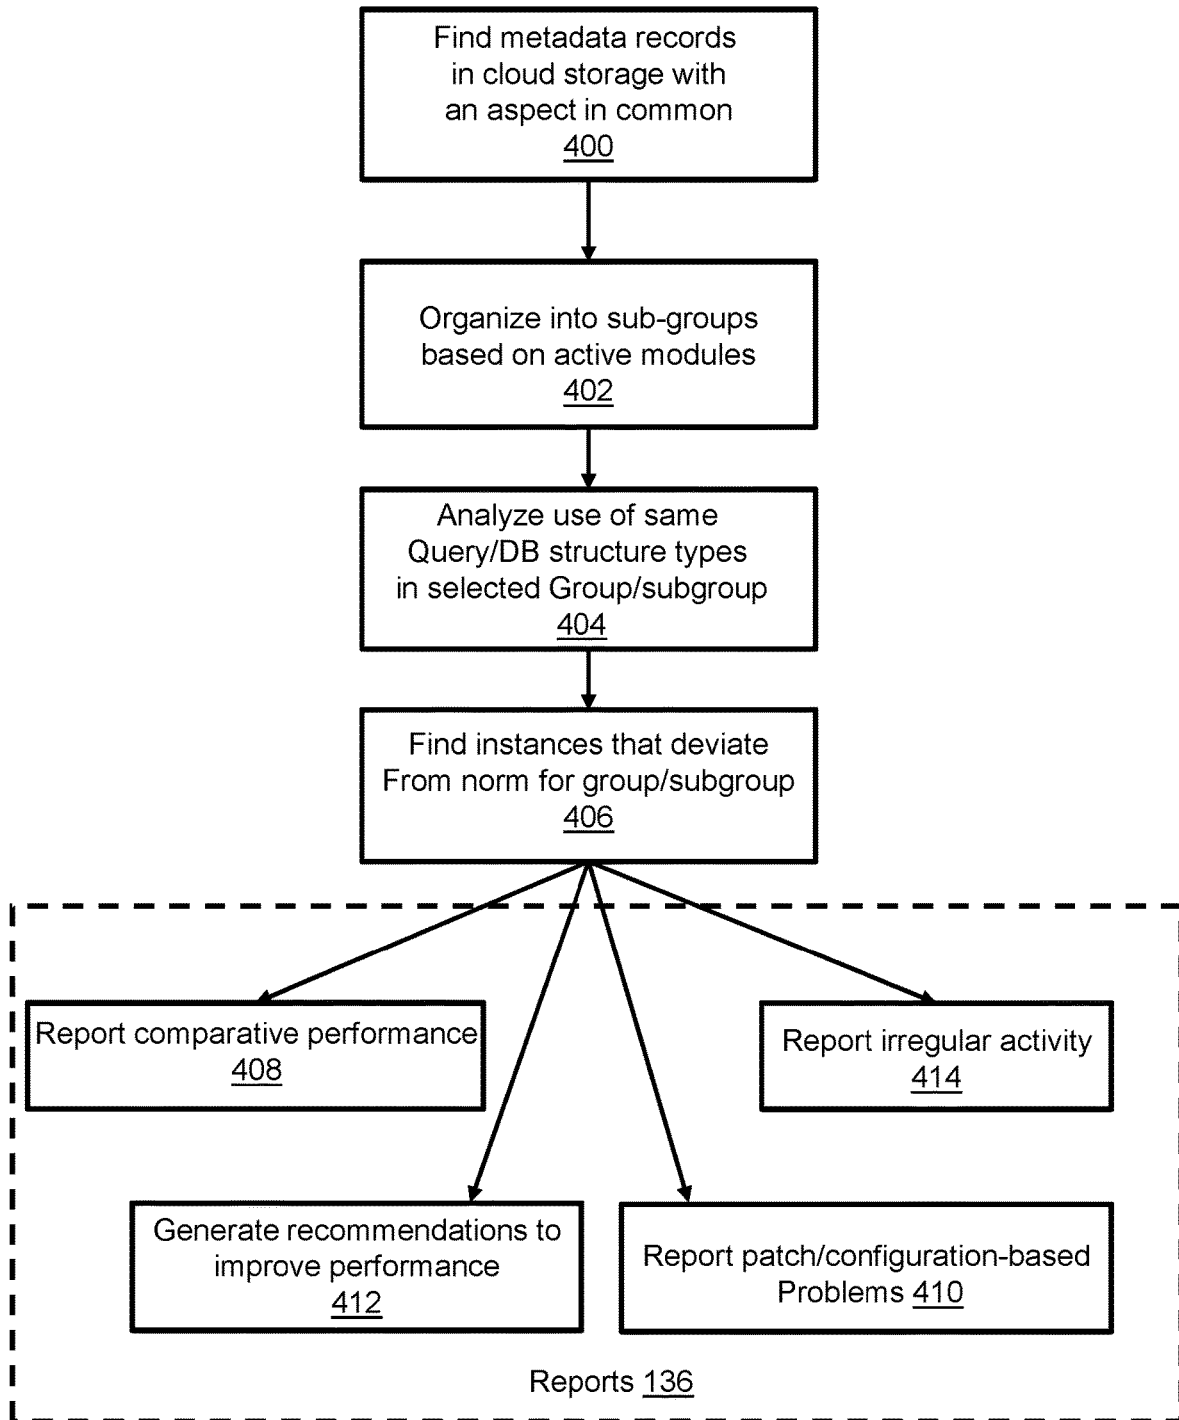 Find metadata records
in cloud storage with
an aspect in common
400
Organize into sub-groups
based on active modules
402
Analyze use of same
Query/DB structure types
in selected Group/subgroup
404
Find instances that deviate
From norm for group/subgroup
406
Report comparative performance
408
Report irregular activity
414
Generate recommendations to
improve performance
412
Report patch/configuration-based
Problems 410
Reports 136